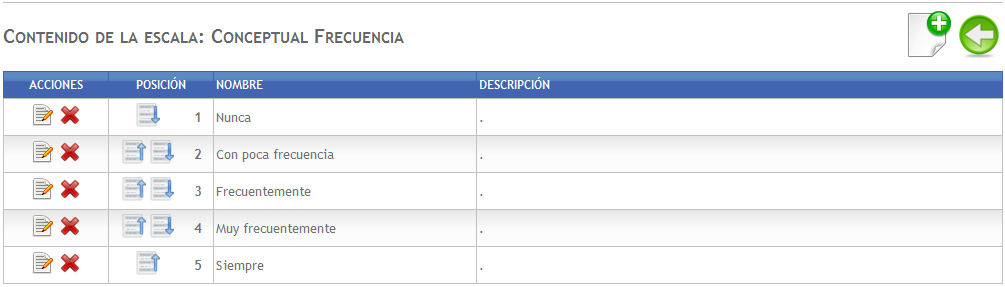 Contenido de la escala: Conceptual Frecuencia
ACCIONES POSICIÓN NOMBRE DESCRIPCIÓN
1 Nunca .
2 Con poca frecuencia .
3 Frecuentemente .
4 Muy frecuentemente .
5 Siempre .